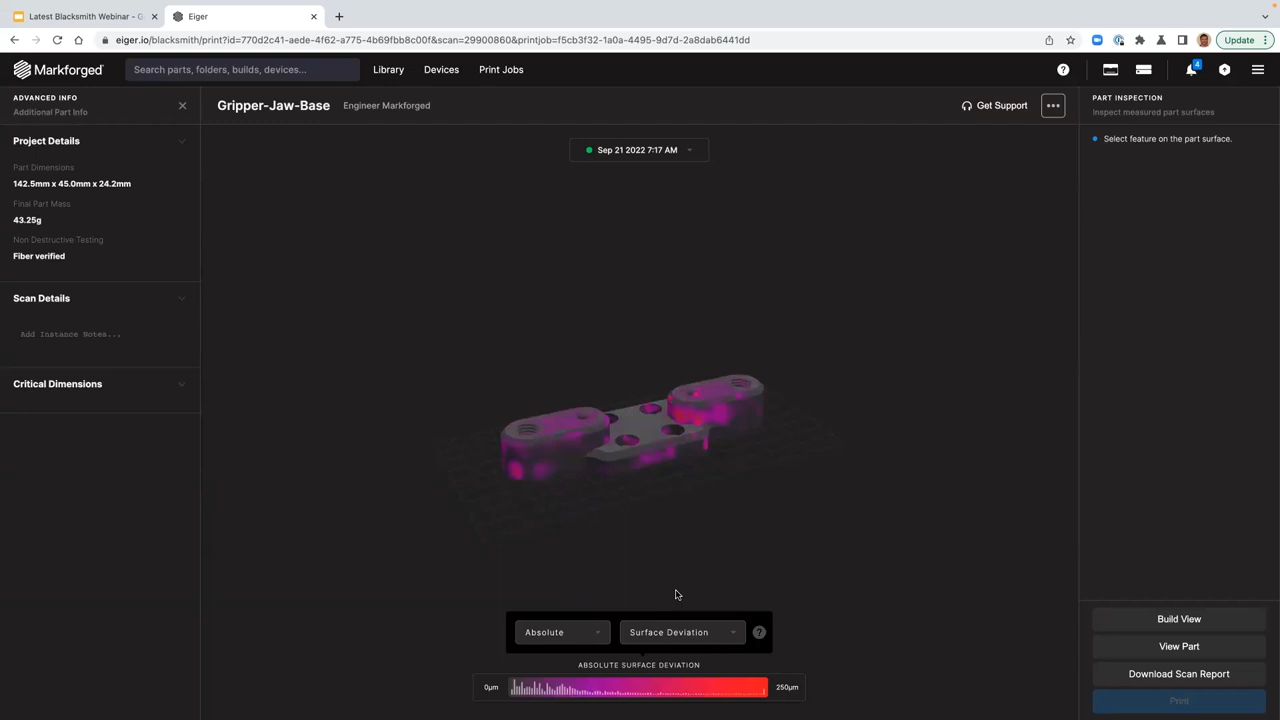 Latest Blacksmith Webinar - G
Eiger
eiger.io/blacksmith/print?id=770d2c41-aede-4f62-a775-4b69fbb8c00f&scan=29900860&printjob=f5cb3f32-1a0a-4495-9d7d-2a8dab6441dd
Update
Markforged
Search parts, folders, builds, devices...
Library
Devices
Print Jobs
4
ADVANCED INFO
Additional Part Info
Gripper-Jaw-Base
Engineer Markforged
Get Support
PART INSPECTION
Inspect measured part surfaces
Select feature on the part surface.
Sep 21 2022 7:17 AM
Project Details
Part Dimensions
142.5mm x 45.0mm x 24.2mm
Final Part Mass
43.25g
Non Destructive Testing
Fiber verified
Scan Details
Add Instance Notes...
Critical Dimensions
Absolute
Surface Deviation
?
ABSOLUTE SURFACE DEVIATION
0μm
250μm
Build View
View Part
Download Scan Report
Print